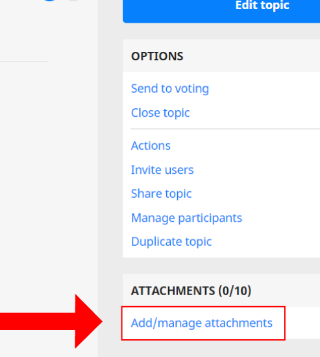 Edit topic
OPTIONS
Send to voting
Close topic
Actions
Invite users
Share topic
Manage participants
Duplicate topic
ATTACHMENTS (0/10)
Add/manage attachments